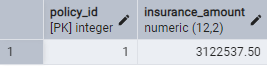 policy_id insurance_amount
[PK] integer numeric (12,2)
1 1 3122537.50